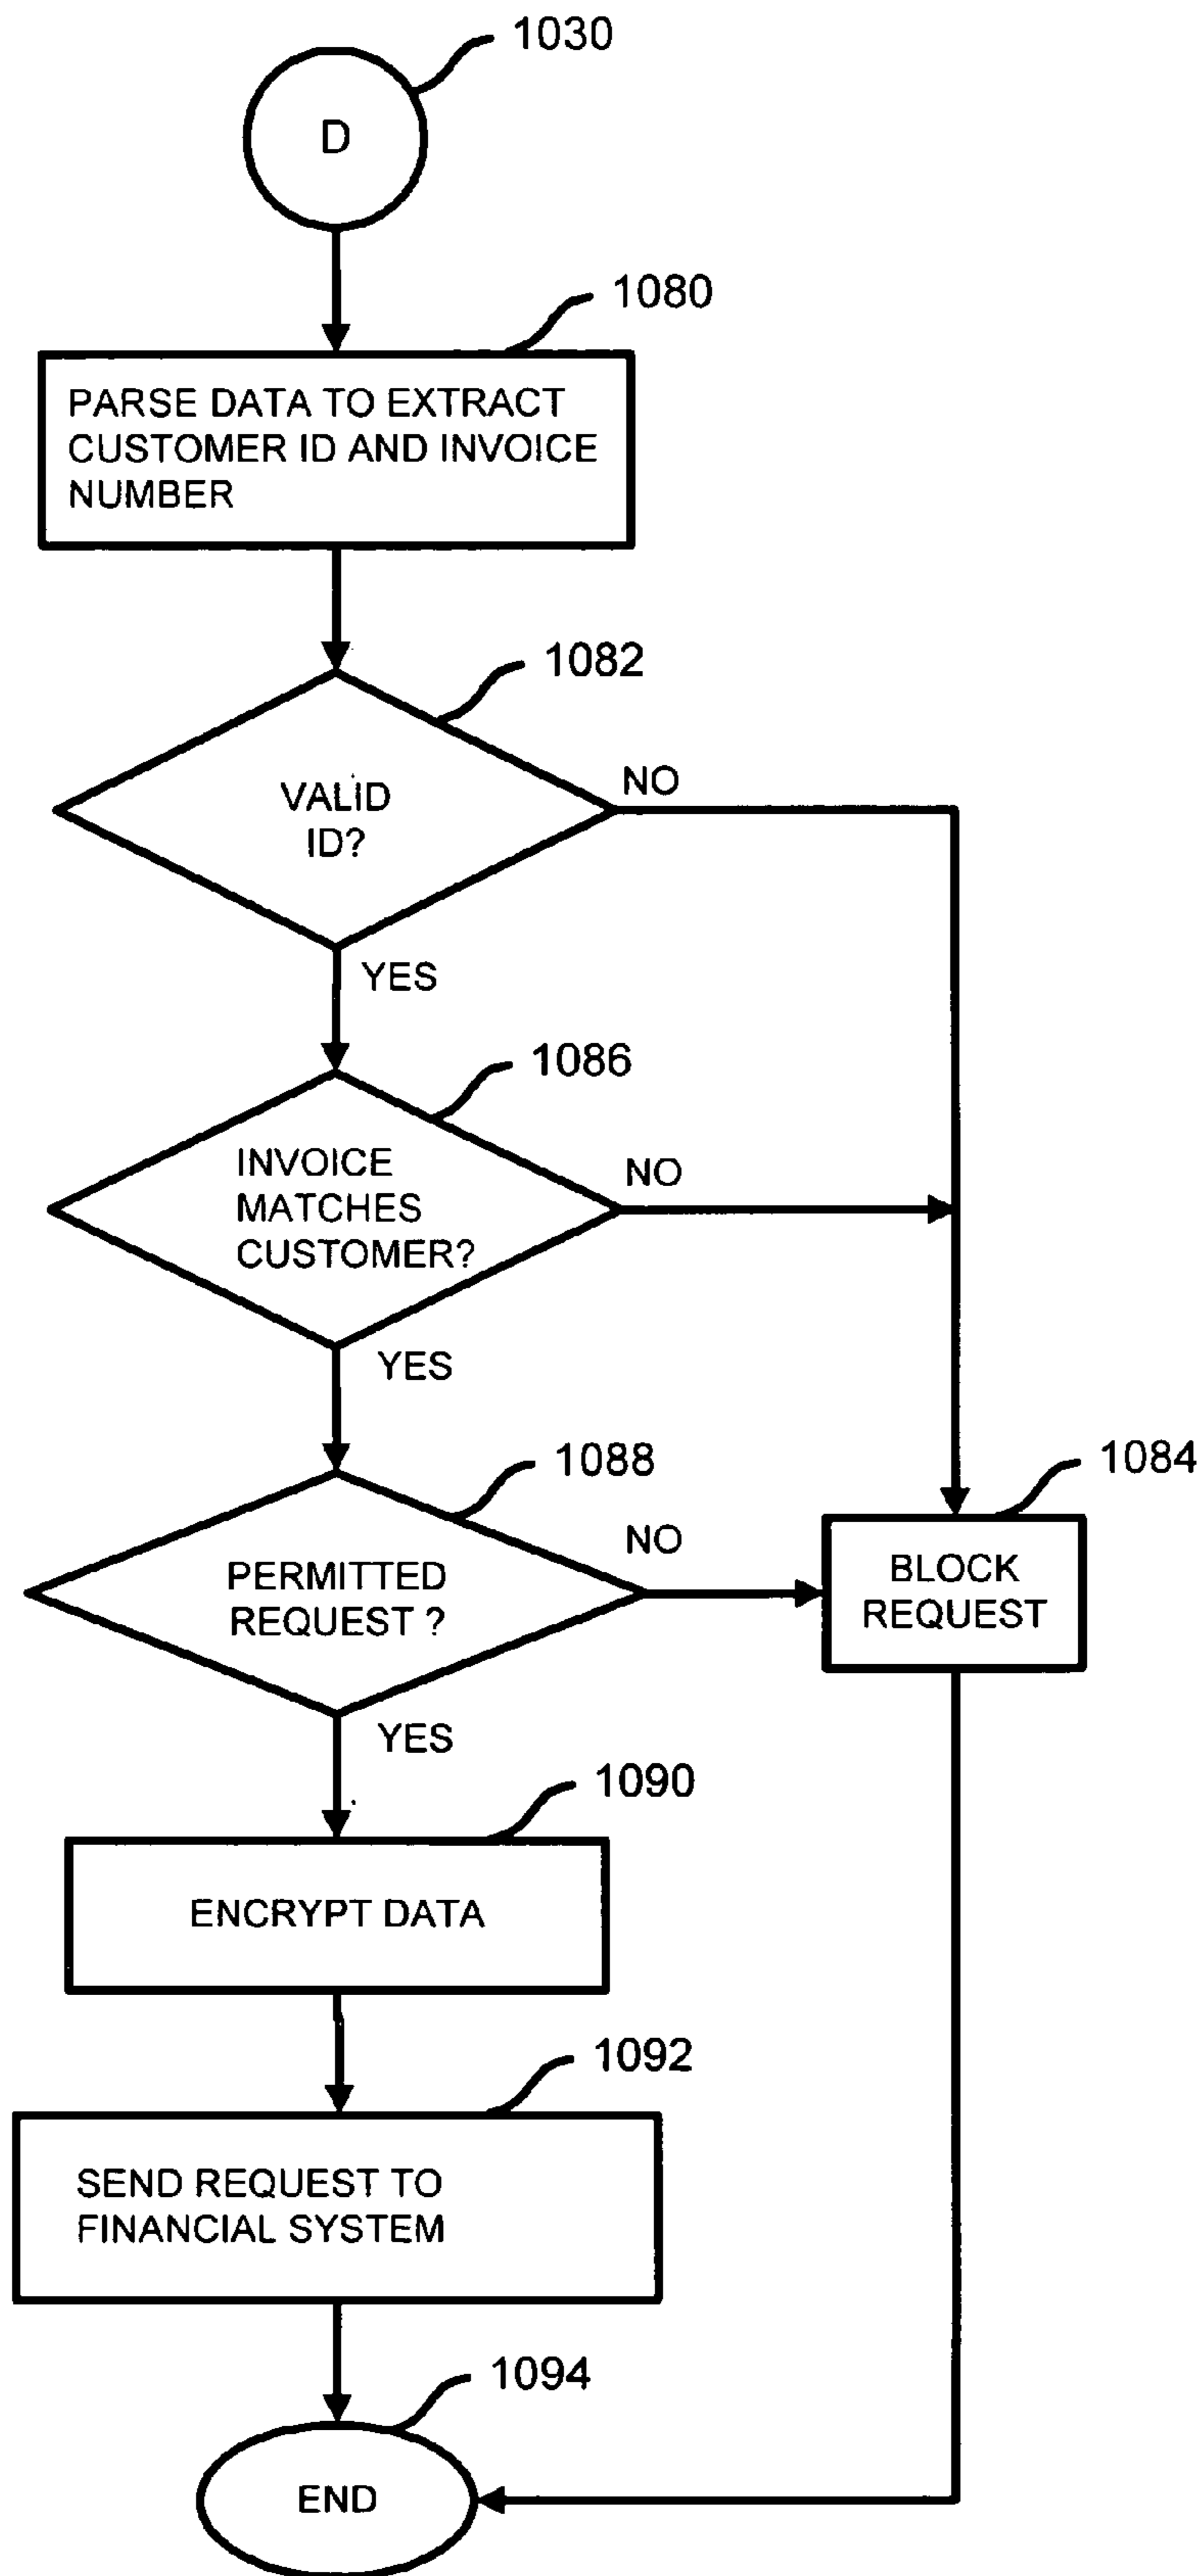 1030
D
1080
PARSE DATA TO EXTRACT
CUSTOMER ID AND INVOICE
NUMBER
1082
VALID
ID?
NO
YES
1086
INVOICE
MATCHES
CUSTOMER?
NO
YES
1088
PERMITTED
REQUEST ?
NO
1084
BLOCK
REQUEST
YES
1090
ENCRYPT DATA
1092
SEND REQUEST TO
FINANCIAL SYSTEM
1094
END